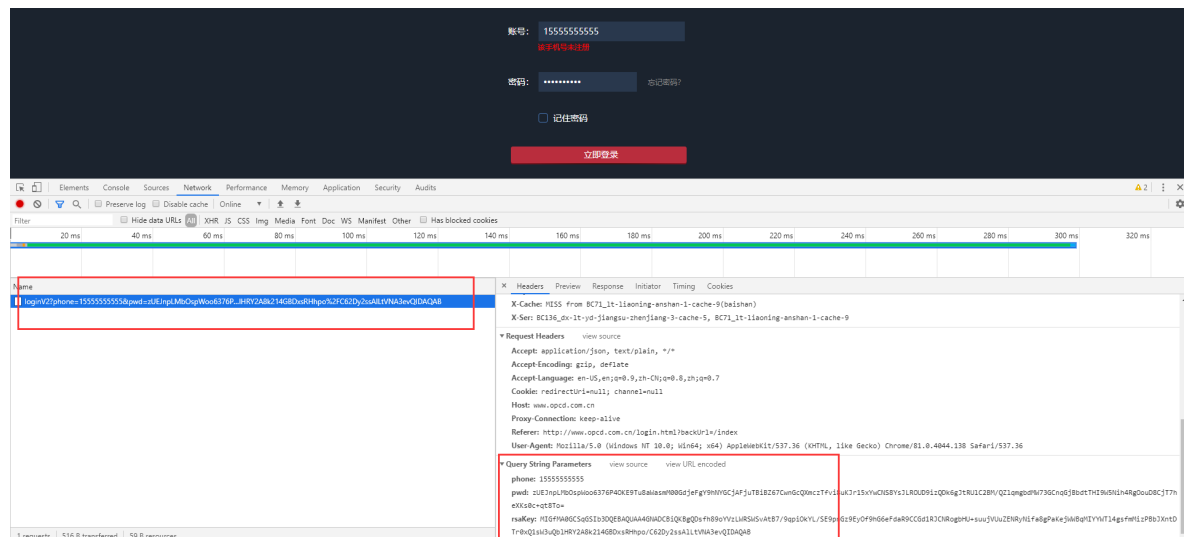 账号： 15555555555
该手机号未注册
密码： •••••••••• 忘记密码?
记住密码
立即登录
Elements Console Sources Network Performance Memory Application Security Audits 2
Preserve log Disable cache Online
Filter Hide data URLs All XHR JS CSS Img Media Font Doc WS Manifest Other Has blocked cookies
20 ms 40 ms 60 ms 80 ms 100 ms 120 ms 140 ms 160 ms 180 ms 200 ms 220 ms 240 ms 260 ms 280 ms 300 ms 320 ms
Name
Headers Preview Response Initiator Timing Cookies
X-Cache: MISS from BC71_lt-liaoning-anshan-1-cache-9(baishan)
X-Ser: BC136_dx-lt-yd-jiangsu-zhenjiang-3-cache-5, BC71_lt-liaoning-anshan-1-cache-9
Request Headers view source
Accept: application/json, text/plain, */*
Accept-Encoding: gzip, deflate
Accept-Language: en-US,en;q=0.9,zh-CN;q=0.8,zh;q=0.7
Cookie: redirectUri=null; channel=null
Host: www.opcd.com.cn
Proxy-Connection: keep-alive
Referer: http://www.opcd.com.cn/login.html?backUrl=/index
User-Agent: Mozilla/5.0 (Windows NT 10.0; Win64; x64) AppleWebKit/537.36 (KHTML, like Gecko) Chrome/81.0.4044.138 Safari/537.36
Query String Parameters view source view URL encoded
phone: 15555555555
pwd:
eXKs0c+qt8To=
rsaKey:
1 requests 516 B transferred 59 B resources